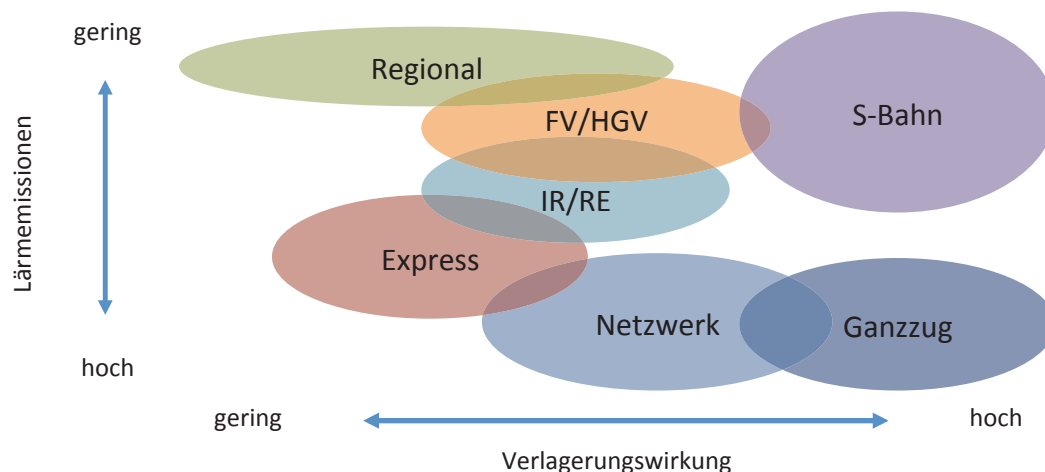 gering
Regional
FV/HGV
S-Bahn
IR/RE
Express
Lärmemissionen
Netzwerk
Ganzzug
hoch
gering
hoch
Verlagerungswirkung